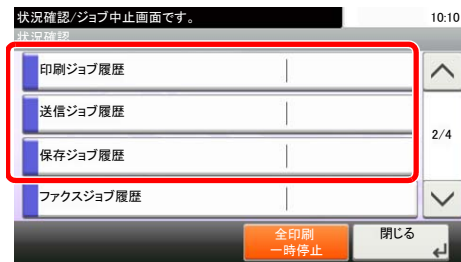 状況確認/ジョブ中止画面です。
10:10
状況確認
印刷ジョブ履歴
送信ジョブ履歴
保存ジョブ履歴
2/4
ファクスジョブ履歴
全印刷
一時停止
閉じる